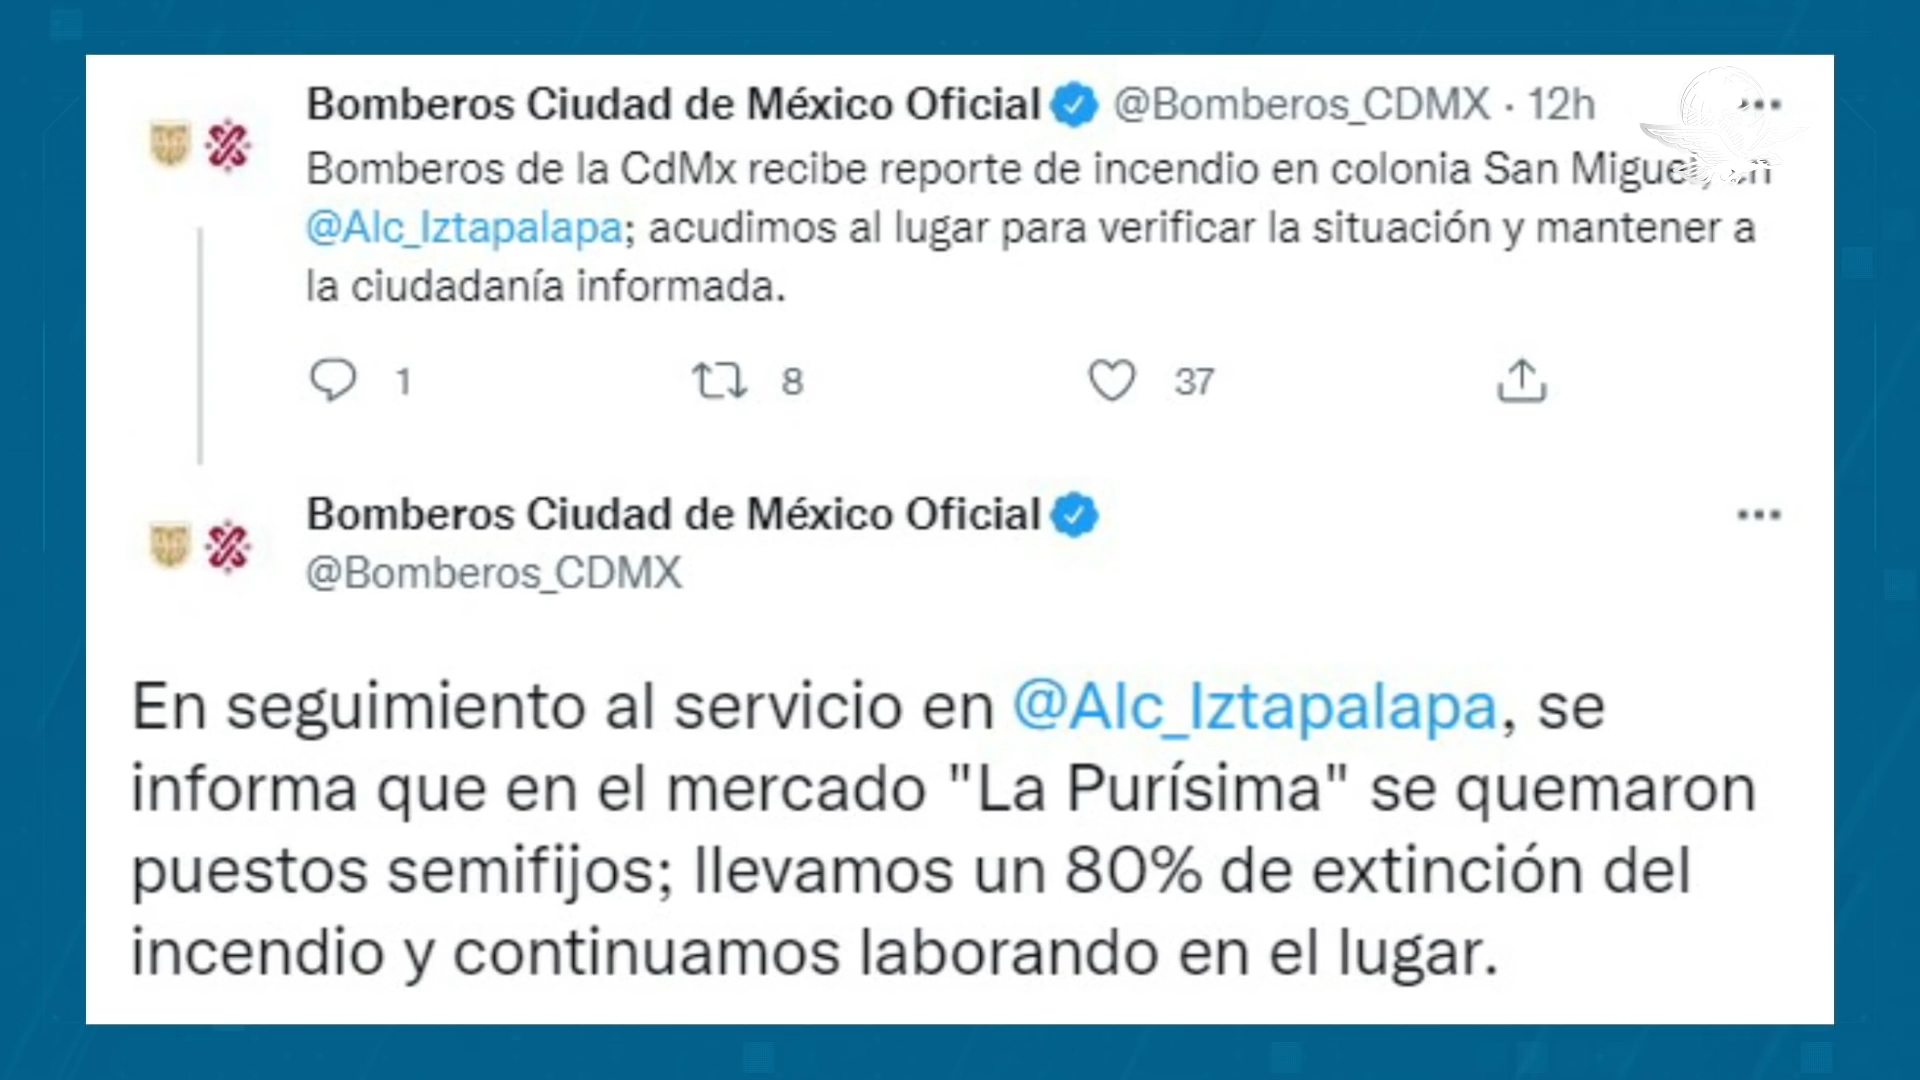 Bomberos Ciudad de México Oficial @Bomberos_CDMX · 12h
Bomberos de la CdMx recibe reporte de incendio en colonia San Miguel, en
@Alc_Iztapalapa; acudimos al lugar para verificar la situación y mantener a
la ciudadanía informada.
1 8 37
Bomberos Ciudad de México Oficial
@Bomberos_CDMX
En seguimiento al servicio en @Alc_Iztapalapa, se
informa que en el mercado "La Purísima" se quemaron
puestos semifijos; llevamos un 80% de extinción del
incendio y continuamos laborando en el lugar.